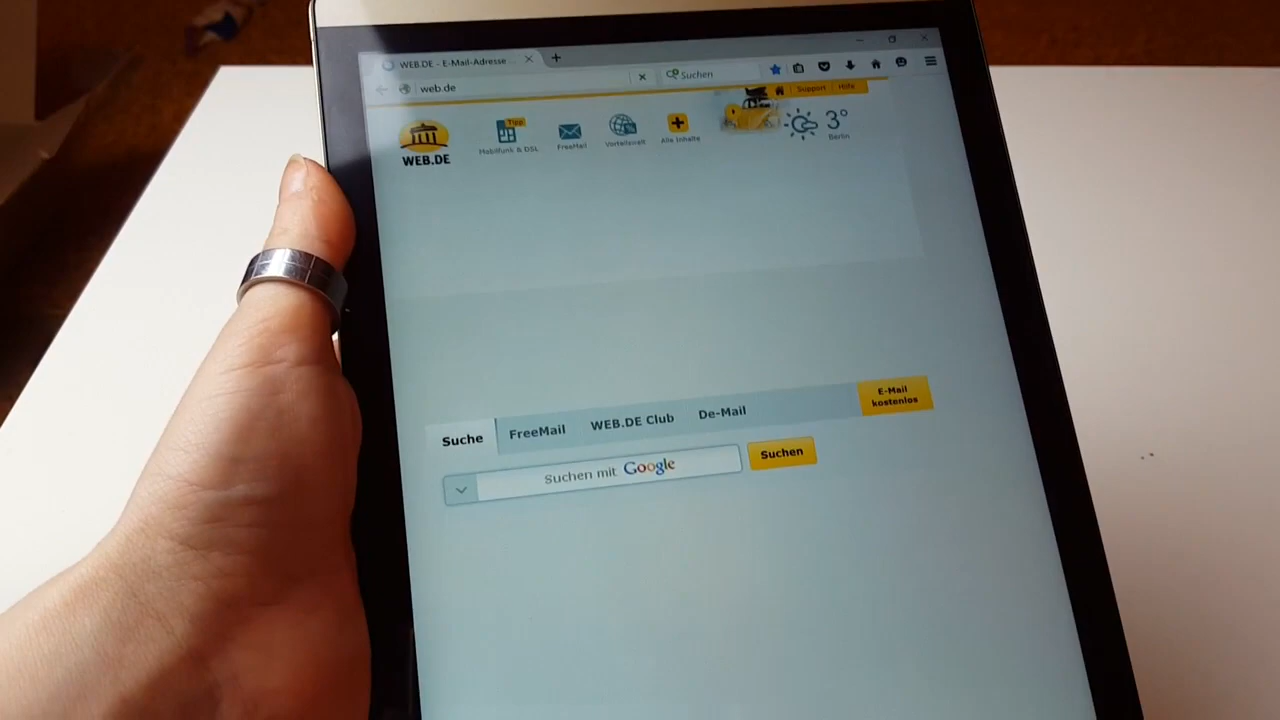 WEB.DE - E-Mail-Adresse ...
web.de
Suchen
Support Hilfe
WEB.DE
Tipp
Mobilfunk & DSL
FreeMail
Vorteilswelt
Alle Inhalte
3°
Berlin
E-Mail
kostenlos
Suche FreeMail WEB.DE Club De-Mail
Suchen mit Google
Suchen